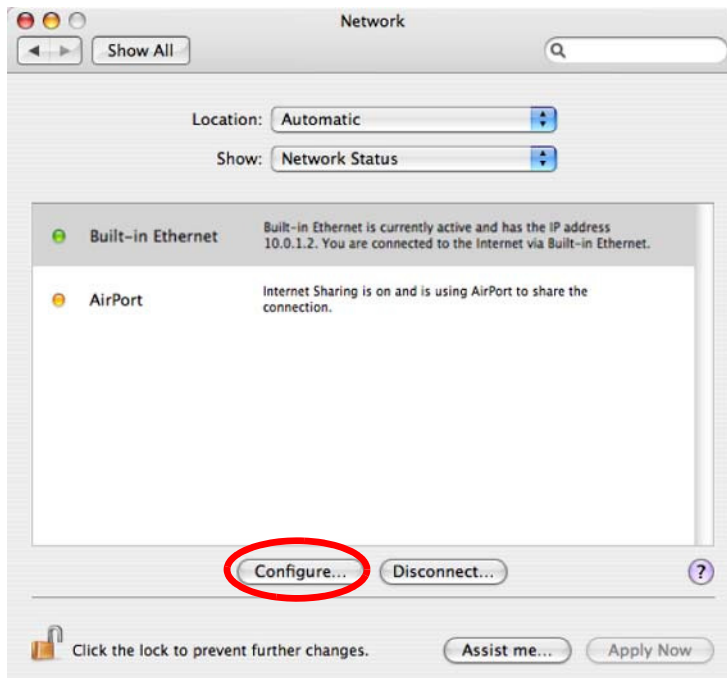 Network
Show All
Location: Automatic
Show: Network Status
Built-in Ethernet
Built-in Ethernet is currently active and has the IP address
10.0.1.2. You are connected to the Internet via Built-in Ethernet.
AirPort
Internet Sharing is on and is using AirPort to share the
connection.
Configure... Disconnect... ?
Click the lock to prevent further changes. Assist me... Apply Now